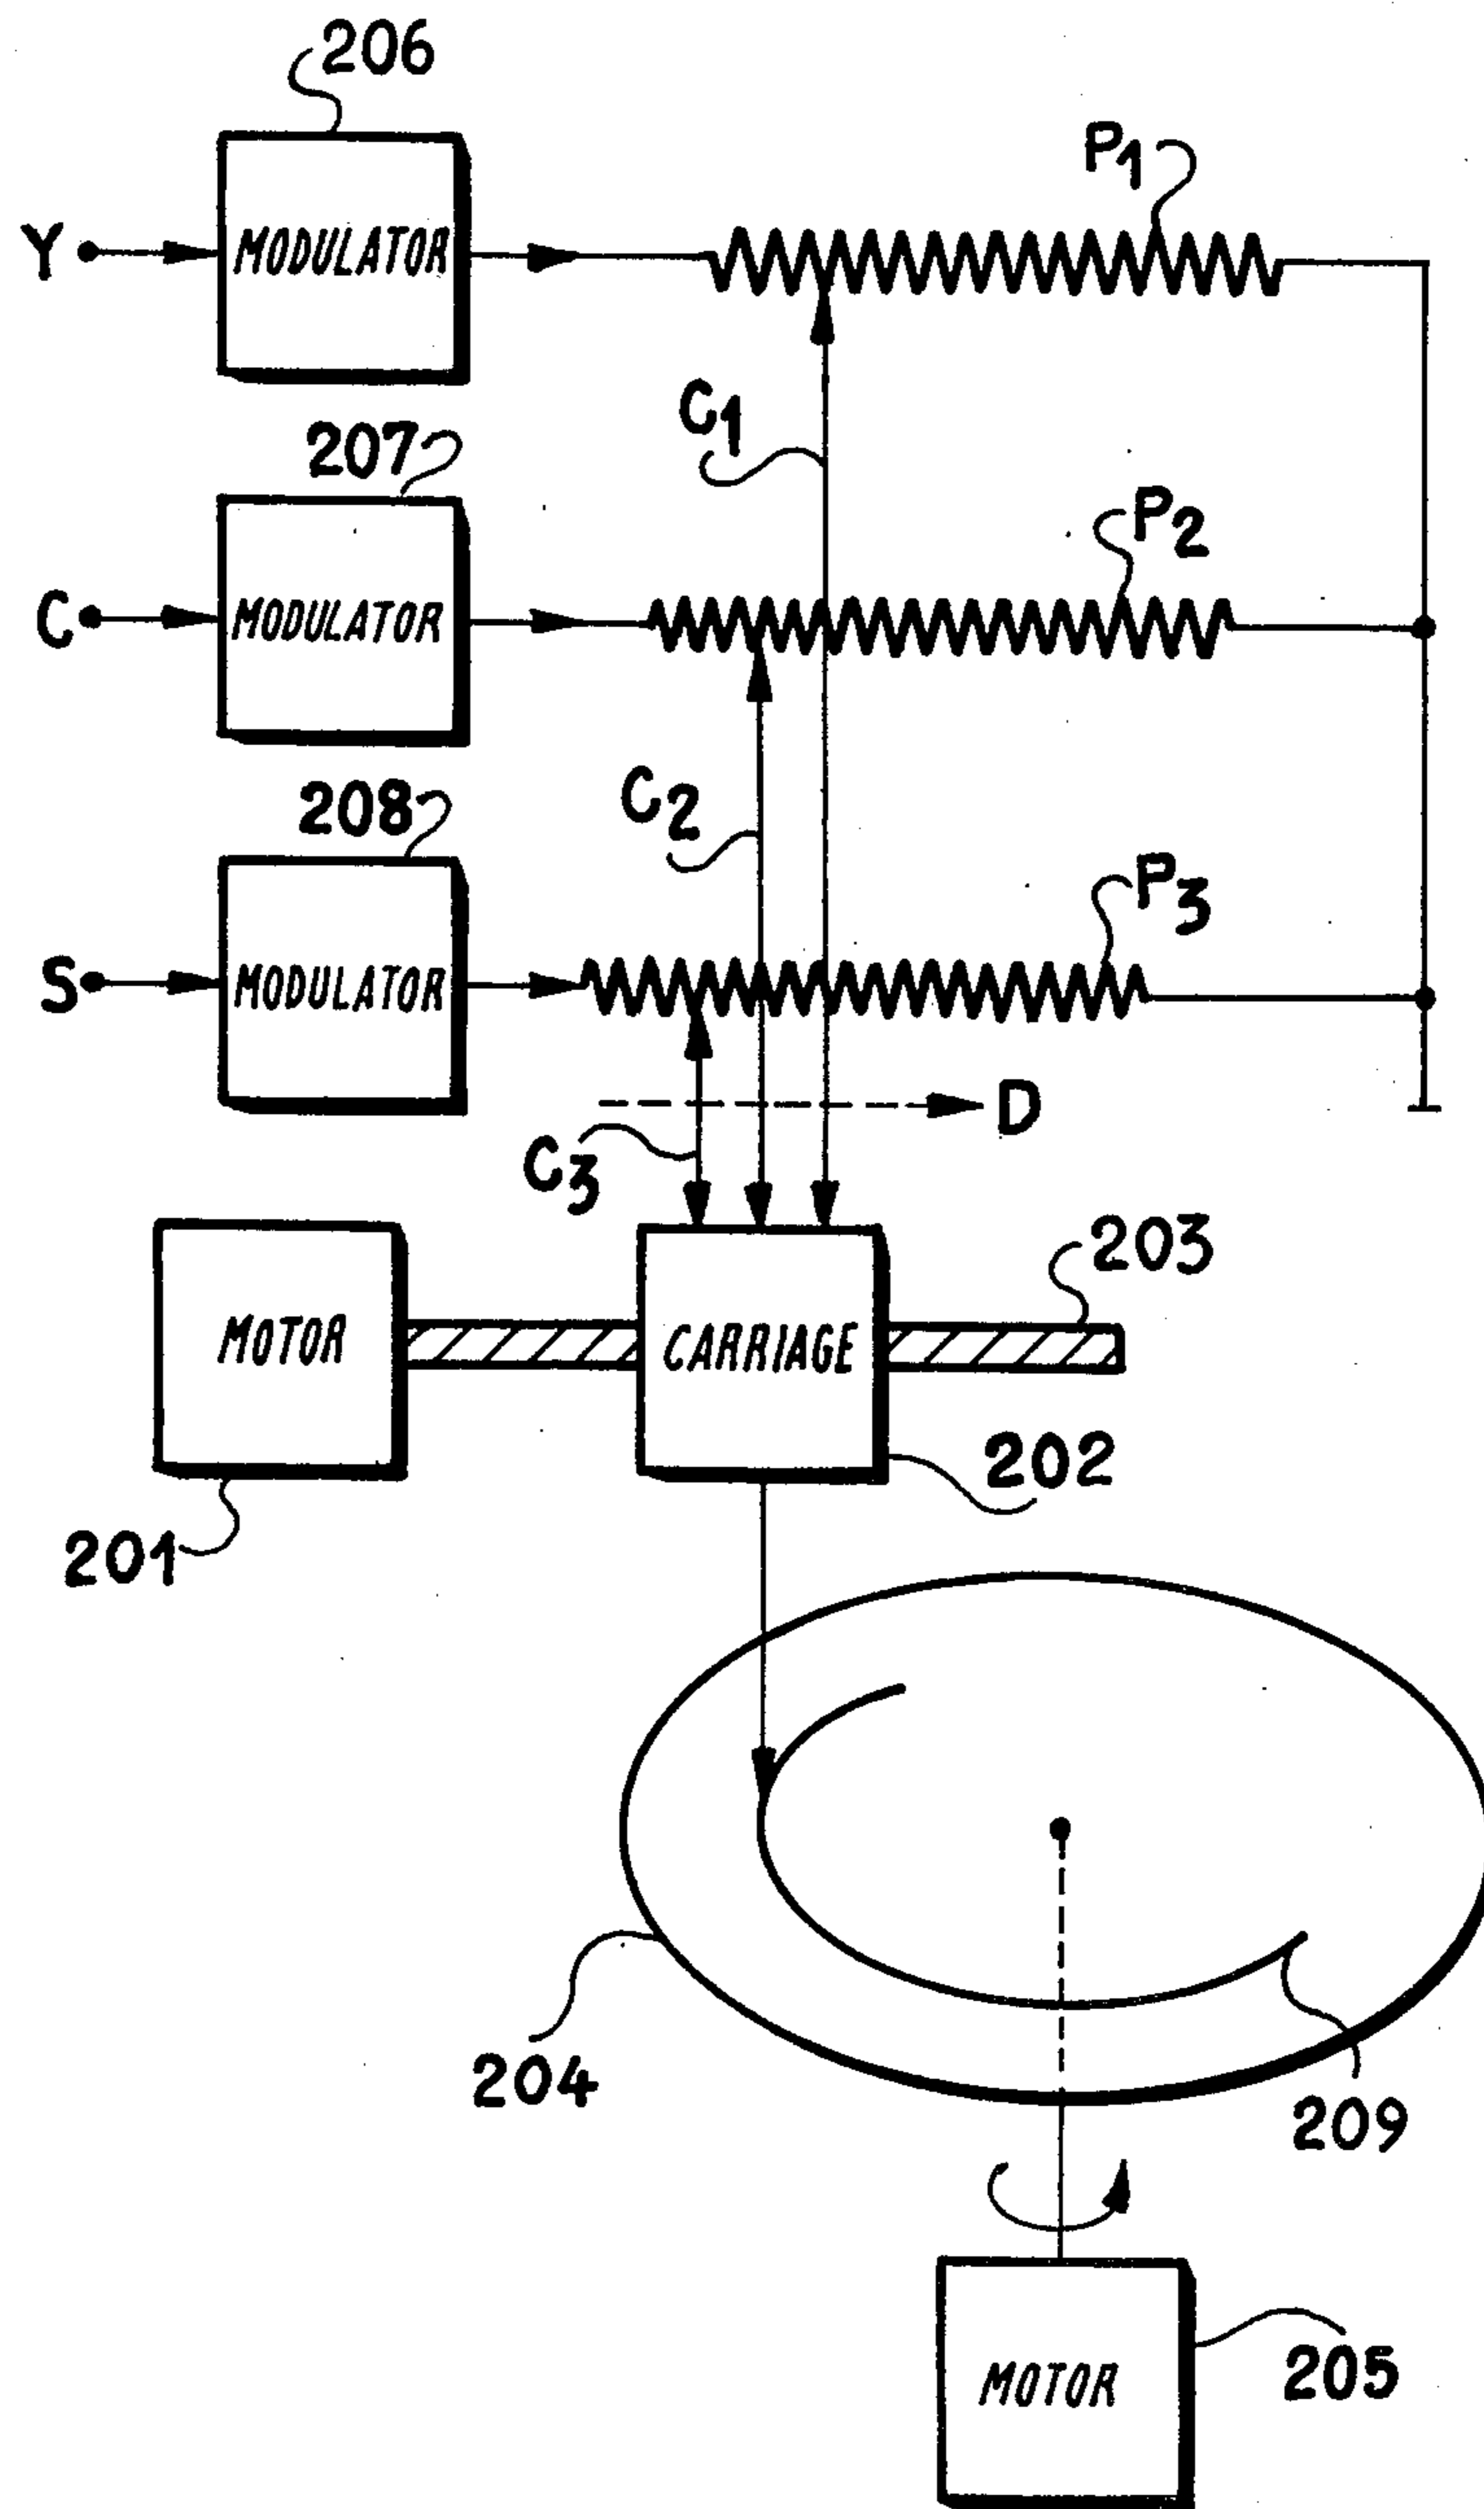 206
P1
Y
MODULATOR
C1
207
P2
C
MODULATOR
C2
208
P3
S
MODULATOR
D
C3
203
MOTOR
CARRIAGE
202
201
204
209
205
MOTOR